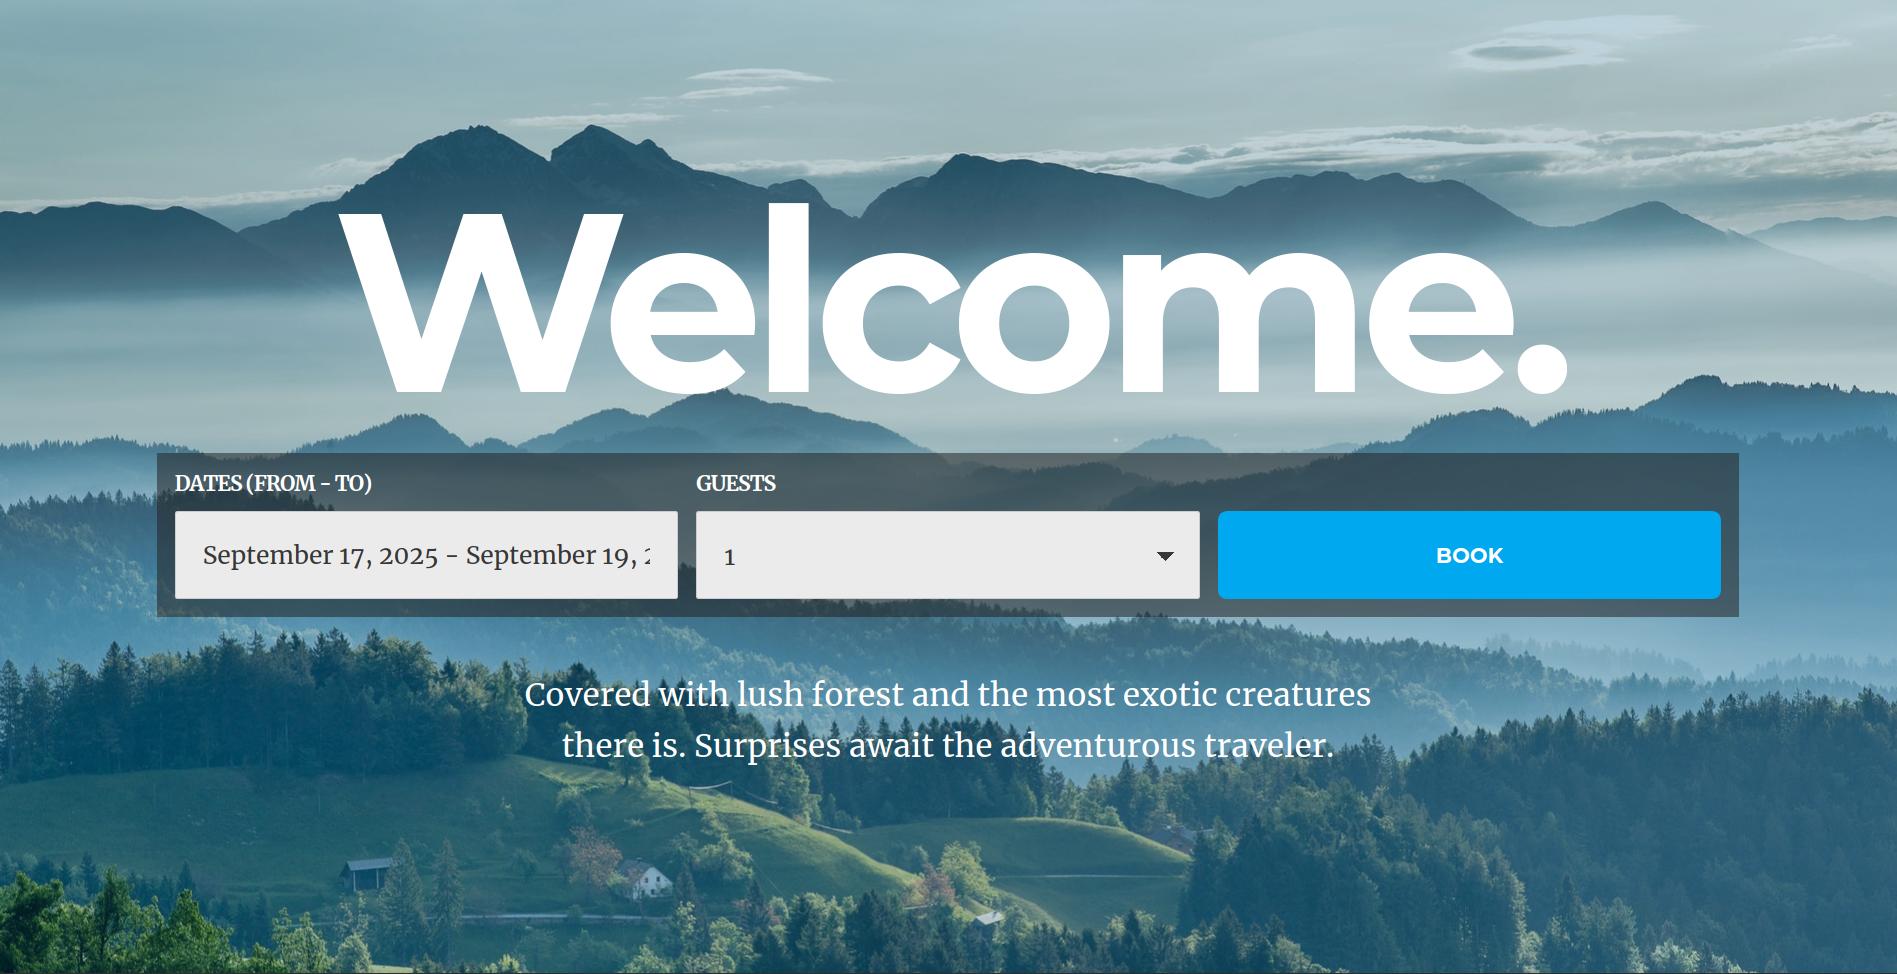 Welcome.
DATES (FROM - TO)
GUESTS
September 17, 2025 - September 19,
1
BOOK
Covered with lush forest and the most exotic creatures
there is. Surprises await the adventurous traveler.